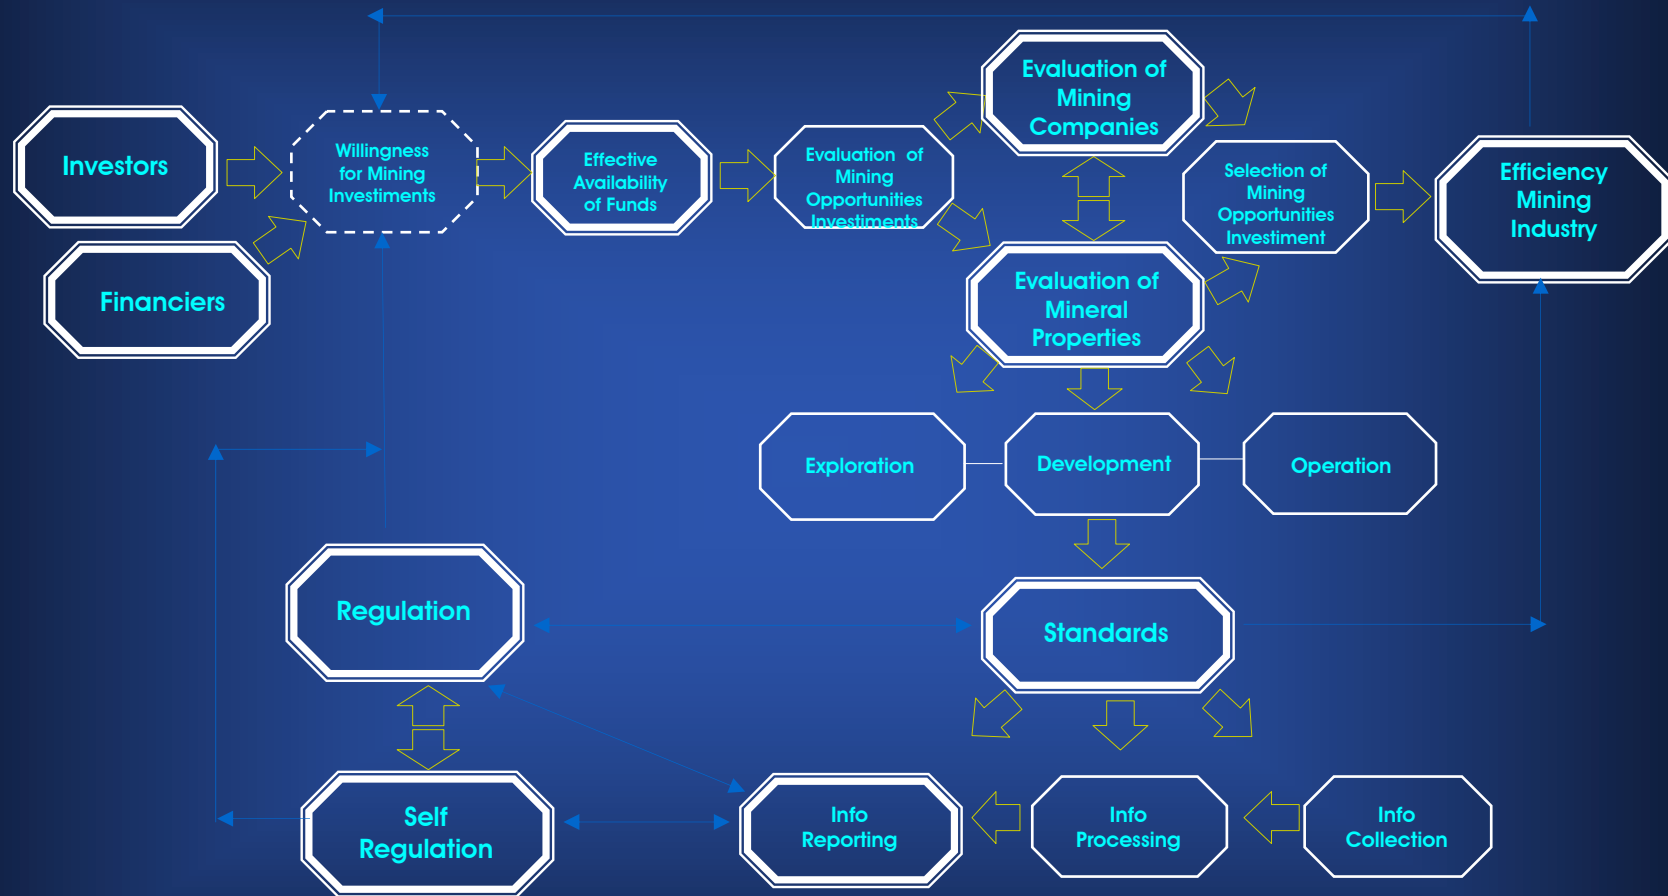 Evaluation of
Mining
Companies
Investors
Willingness
for Mining
Investiments
Effective
Availability
of Funds
Evaluation of
Mining
Opportunities
Investiments
Selection of
Mining
Opportunities
Investiment
Efficiency
Mining
Industry
Financiers
Evaluation of
Mineral
Properties
Exploration
Development
Operation
Regulation
Standards
Self
Regulation
Info
Reporting
Info
Processing
Info
Collection